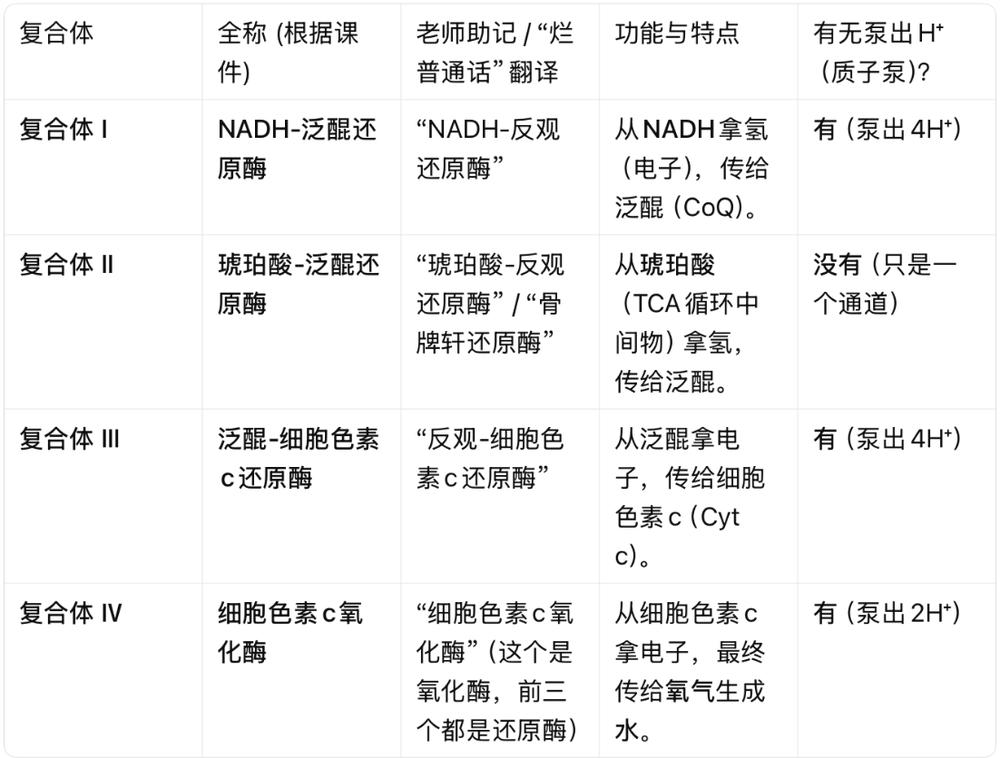 复合体
全称 (根据课
件)
老师助记 / “烂
普通话” 翻译
功能与特点
有无泵出 H⁺
(质子泵)?
复合体 I
NADH-泛醌还
原酶
“NADH-反观
还原酶”
从 NADH 拿氢
(电子)，传给
泛醌 (CoQ)。
有 (泵出 4H⁺)
复合体 II
琥珀酸-泛醌还
原酶
“琥珀酸-反观
还原酶” / “骨
牌轩还原酶”
从琥珀酸
(TCA 循环中
间物) 拿氢，
传给泛醌。
没有 (只是一
个通道)
复合体 III
泛醌-细胞色素
c 还原酶
“反观-细胞色
素 c 还原酶”
从泛醌拿电
子，传给细胞
色素 c (Cyt
c)。
有 (泵出 4H⁺)
复合体 IV
细胞色素 c 氧
化酶
“细胞色素 c 氧
化酶” (这个是
氧化酶，前三
个都是还原酶)
从细胞色素 c
拿电子，最终
传给氧气生成
水。
有 (泵出 2H⁺)